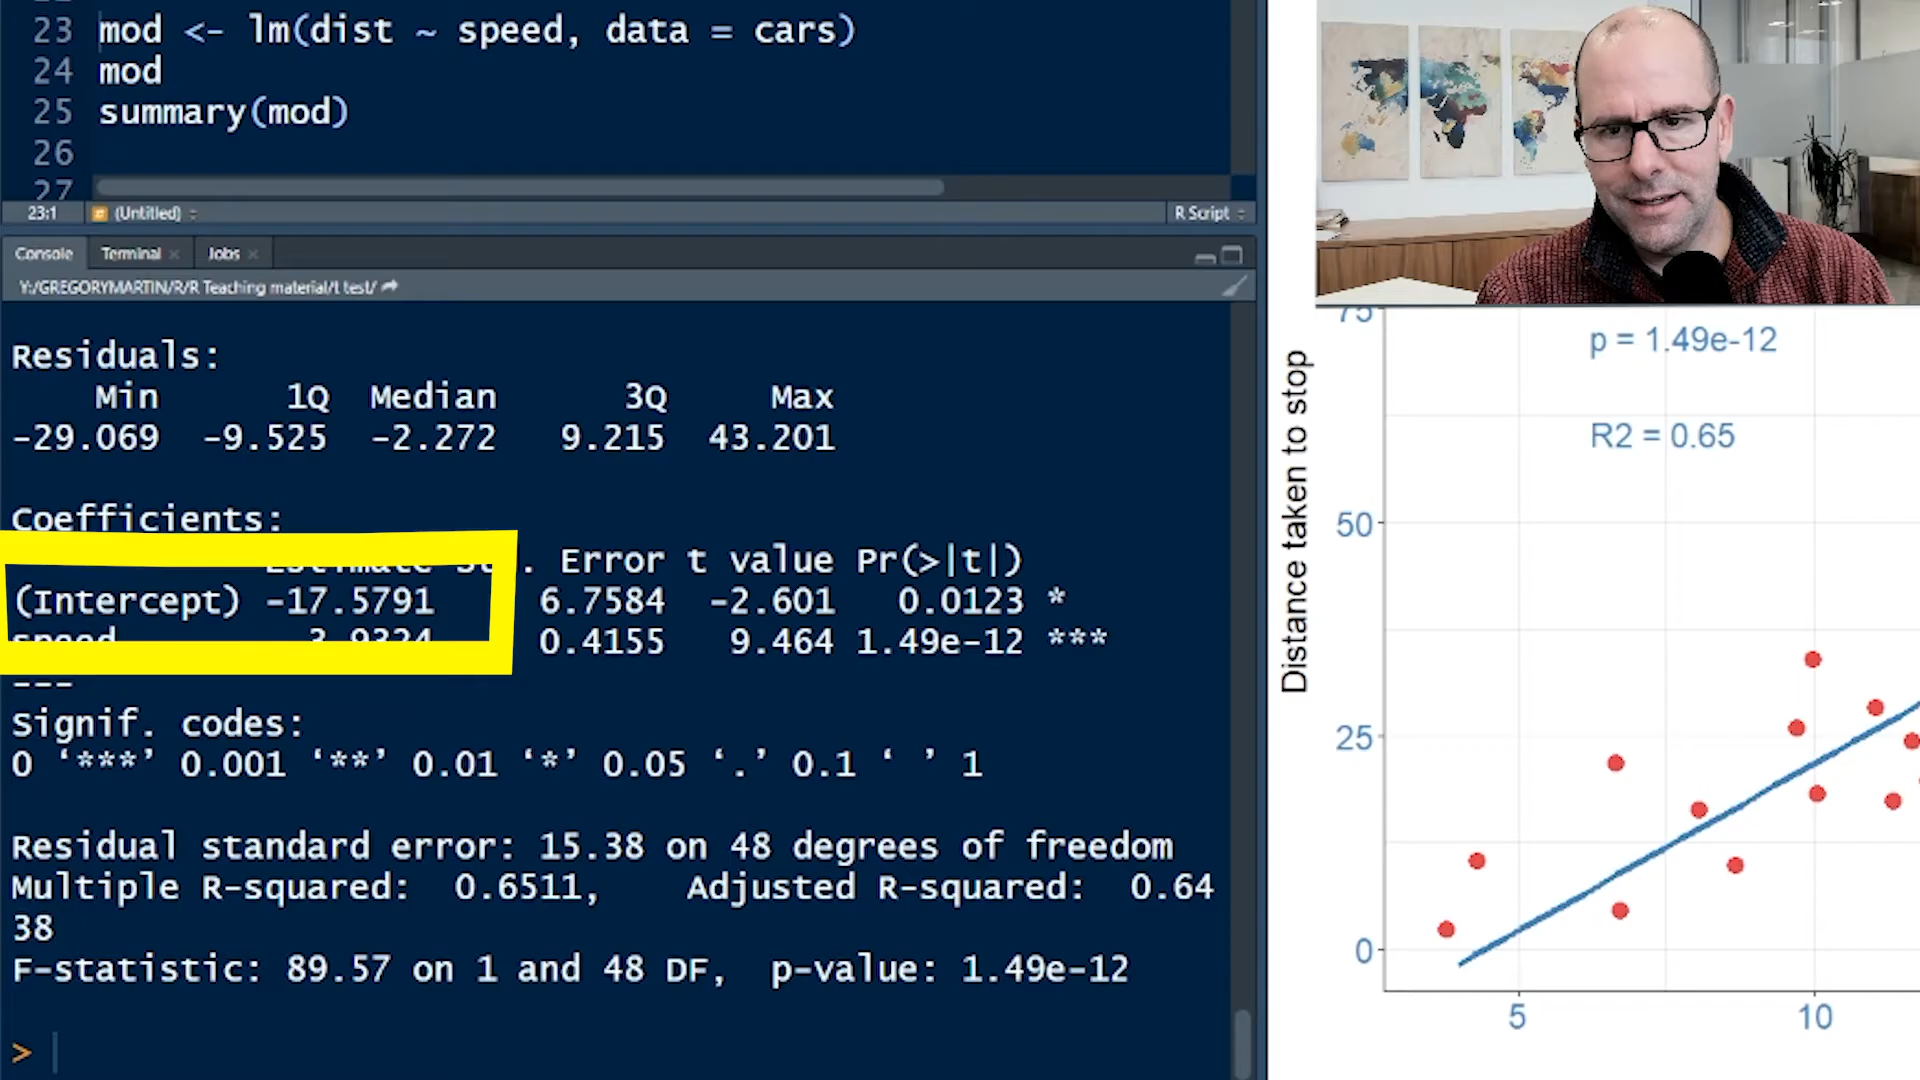 23 mod <- lm(dist ~ speed, data = cars)
24 mod
25 summary(mod)
26
27
23:1 # (Untitled) R Script
Console Terminal × Jobs ×
Y:/GREGORYMARTIN/R/R Teaching material/t test/
Residuals:
Min 1Q Median 3Q Max
-29.069 -9.525 -2.272 9.215 43.201
Coefficients:
Estimate . Error t value Pr(>|t|)
(Intercept) -17.5791 6.7584 -2.601 0.0123 *
speed 3.9324 0.4155 9.464 1.49e-12 ***
---
Signif. codes:
0 ‘***’ 0.001 ‘**’ 0.01 ‘*’ 0.05 ‘.’ 0.1 ‘ ’ 1
Residual standard error: 15.38 on 48 degrees of freedom
Multiple R-squared: 0.6511, Adjusted R-squared: 0.64
38
F-statistic: 89.57 on 1 and 48 DF, p-value: 1.49e-12
>
75
p = 1.49e-12
R2 = 0.65
Distance taken to stop
50
25
0
5 10